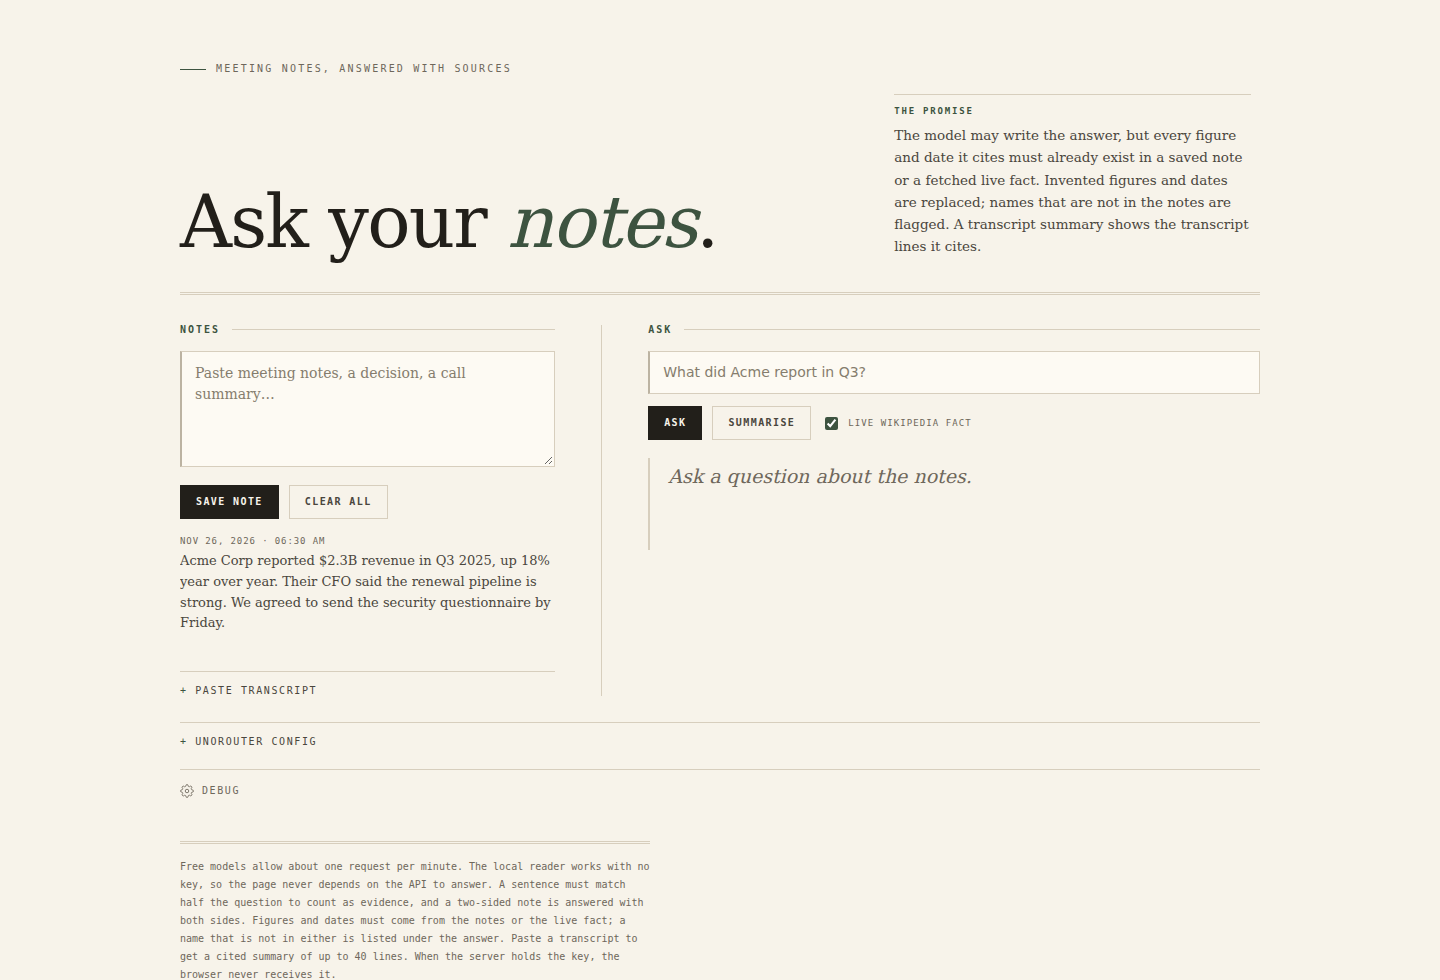 MEETING NOTES, ANSWERED WITH SOURCES
Ask your notes.
THE PROMISE
The model may write the answer, but every figure
and date it cites must already exist in a saved note
or a fetched live fact. Invented figures and dates
are replaced; names that are not in the notes are
flagged. A transcript summary shows the transcript
lines it cites.
NOTES
Paste meeting notes, a decision, a call
summary…
SAVE NOTE
CLEAR ALL
NOV 26, 2026 · 06:30 AM
Acme Corp reported $2.3B revenue in Q3 2025, up 18%
year over year. Their CFO said the renewal pipeline is
strong. We agreed to send the security questionnaire by
Friday.
+ PASTE TRANSCRIPT
ASK
What did Acme report in Q3?
ASK
SUMMARISE
LIVE WIKIPEDIA FACT
Ask a question about the notes.
+ UNOROUTER CONFIG
DEBUG
Free models allow about one request per minute. The local reader works with no
key, so the page never depends on the API to answer. A sentence must match
half the question to count as evidence, and a two-sided note is answered with
both sides. Figures and dates must come from the notes or the live fact; a
name that is not in either is listed under the answer. Paste a transcript to
get a cited summary of up to 40 lines. When the server holds the key, the
browser never receives it.